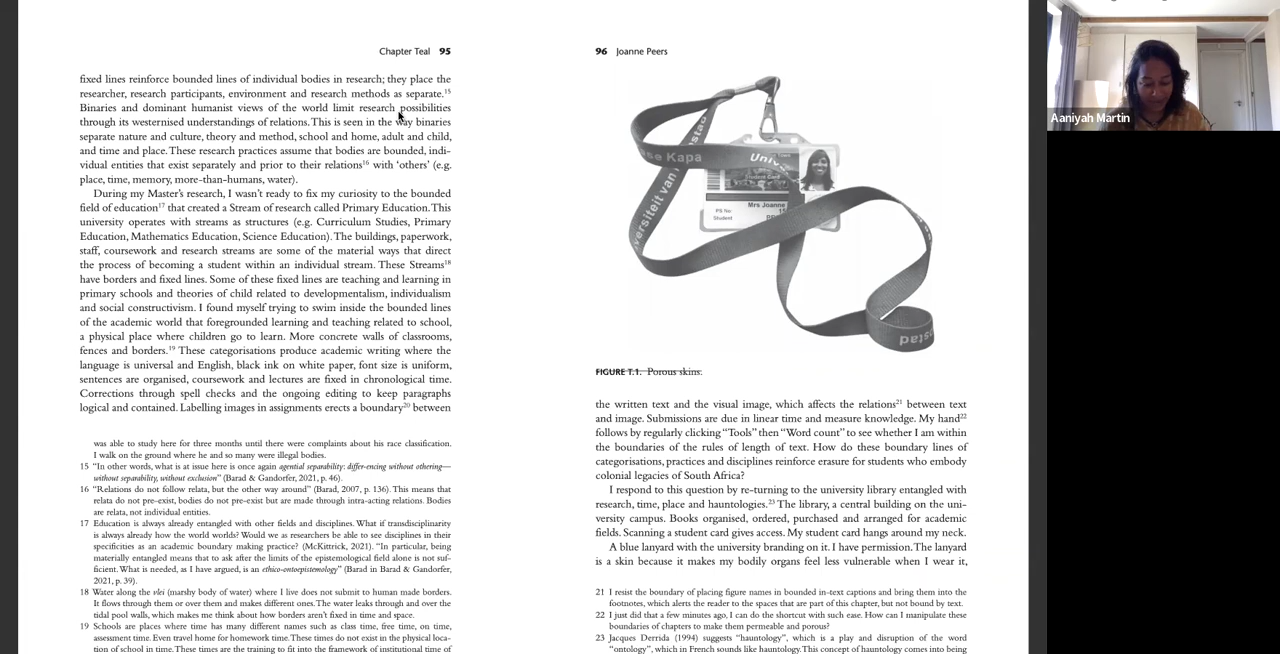 Chapter Teal 95
fixed lines reinforce bounded lines of individual bodies in research; they place the
researcher, research participants, environment and research methods as separate.15
Binaries and dominant humanist views of the world limit research possibilities
through its westernised understandings of relations. This is seen in the way binaries
separate nature and culture, theory and method, school and home, adult and child,
and time and place. These research practices assume that bodies are bounded, indi-
vidual entities that exist separately and prior to their relations16 with ‘others’ (e.g.
place, time, memory, more-than-humans, water).
During my Master’s research, I wasn’t ready to fix my curiosity to the bounded
field of education17 that created a Stream of research called Primary Education. This
university operates with streams as structures (e.g. Curriculum Studies, Primary
Education, Mathematics Education, Science Education). The buildings, paperwork,
staff, coursework and research streams are some of the material ways that direct
the process of becoming a student within an individual stream. These Streams18
have borders and fixed lines. Some of these fixed lines are teaching and learning in
primary schools and theories of child related to developmentalism, individualism
and social constructivism. I found myself trying to swim inside the bounded lines
of the academic world that foregrounded learning and teaching related to school,
a physical place where children go to learn. More concrete walls of classrooms,
fences and borders.19 These categorisations produce academic writing where the
language is universal and English, black ink on white paper, font size is uniform,
sentences are organised, coursework and lectures are fixed in chronological time.
Corrections through spell checks and the ongoing editing to keep paragraphs
logical and contained. Labelling images in assignments erects a boundary20 between
was able to study here for three months until there were complaints about his race classification.
I walk on the ground where he and so many were illegal bodies.
15 “In other words, what is at issue here is once again agential separability: differ-encing without othering—
without separability, without exclusion” (Barad & Gandorfer, 2021, p. 46).
16 “Relations do not follow relata, but the other way around” (Barad, 2007, p. 136). This means that
relata do not pre-exist, bodies do not pre-exist but are made through intra-acting relations. Bodies
are relata, not individual entities.
17 Education is always already entangled with other fields and disciplines. What if transdisciplinarity
is always already how the world worlds? Would we as researchers be able to see disciplines in their
specificities as an academic boundary making practice? (McKittrick, 2021). “In particular, being
materially entangled means that to ask after the limits of the epistemological field alone is not suf-
ficient. What is needed, as I have argued, is an ethico-ontoepistemology” (Barad in Barad & Gandorfer,
2021, p. 39).
18 Water along the vlei (marshy body of water) where I live does not submit to human made borders.
It flows through them or over them and makes different ones. The water leaks through and over the
tidal pool walls, which makes me think about how borders aren’t fixed in time and space.
19 Schools are places where time has many different names such as class time, free time, on time,
assessment time. Even travel home for homework time. These times do not exist in the physical loca-
tion of school in time. These times are the training to fit into the framework of institutional time of
96 Joanne Peers
se Kapa
Univ
Town
Student Card
Mrs Joanne
PS No:
Student
versiteit van
stad
stad
FIGURE T.1. Porous skins.
the written text and the visual image, which affects the relations21 between text
and image. Submissions are due in linear time and measure knowledge. My hand22
follows by regularly clicking “Tools” then “Word count” to see whether I am within
the boundaries of the rules of length of text. How do these boundary lines of
categorisations, practices and disciplines reinforce erasure for students who embody
colonial legacies of South Africa?
I respond to this question by re-turning to the university library entangled with
research, time, place and hauntologies.23 The library, a central building on the uni-
versity campus. Books organised, ordered, purchased and arranged for academic
fields. Scanning a student card gives access. My student card hangs around my neck.
A blue lanyard with the university branding on it. I have permission. The lanyard
is a skin because it makes my bodily organs feel less vulnerable when I wear it,
21 I resist the boundary of placing figure names in bounded in-text captions and bring them into the
footnotes, which alerts the reader to the spaces that are part of this chapter, but not bound by text.
22 I just did that a few minutes ago, I can do the shortcut with such ease. How can I manipulate these
boundaries of chapters to make them permeable and porous?
23 Jacques Derrida (1994) suggests “hauntology”, which is a play and disruption of the word
“ontology”, which in French sounds like hauntology. This concept of hauntology comes into being
Aaniyah Martin